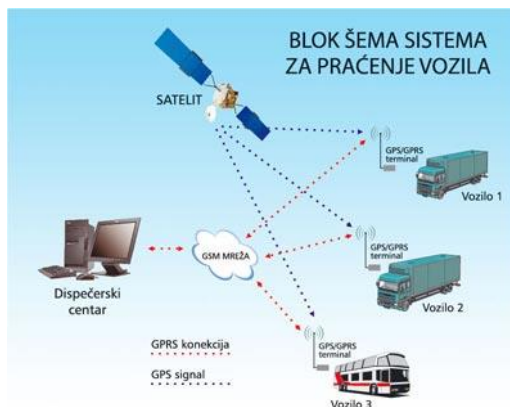 BLOK ŠEMA SISTEMA
ZA PRAĆENJE VOZILA
SATELIT
GPS/GPRS
terminal
Vozilo 1
GPS/GPRS
terminal
Vozilo 2
GSM MREŽA
Dispečerski
centar
GPS/GPRS
terminal
Vozilo 3
GPRS konekcija
GPS signal